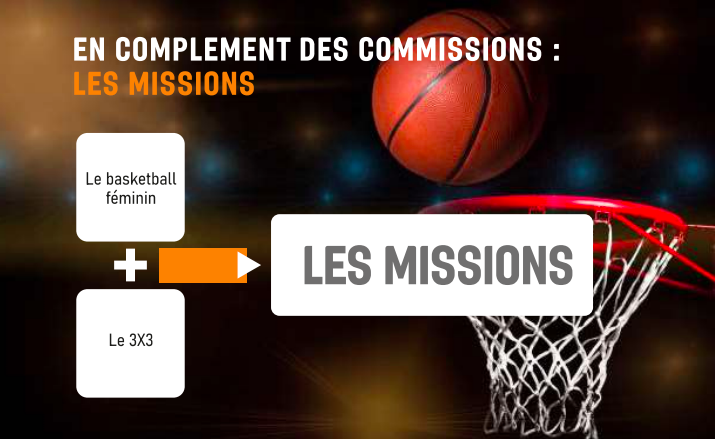 EN COMPLEMENT DES COMMISSIONS :
LES MISSIONS
Le basketball
féminin
+
Le 3X3
LES MISSIONS